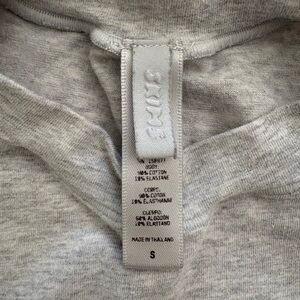 SKIMS
BODY:
90% COTTON
10% ELASTANE
CORPS:
90% COTON
10% ELASTHANNE
CUERPO:
90% ALGODON
10% ELASTANO
MADE IN THAILAND
S